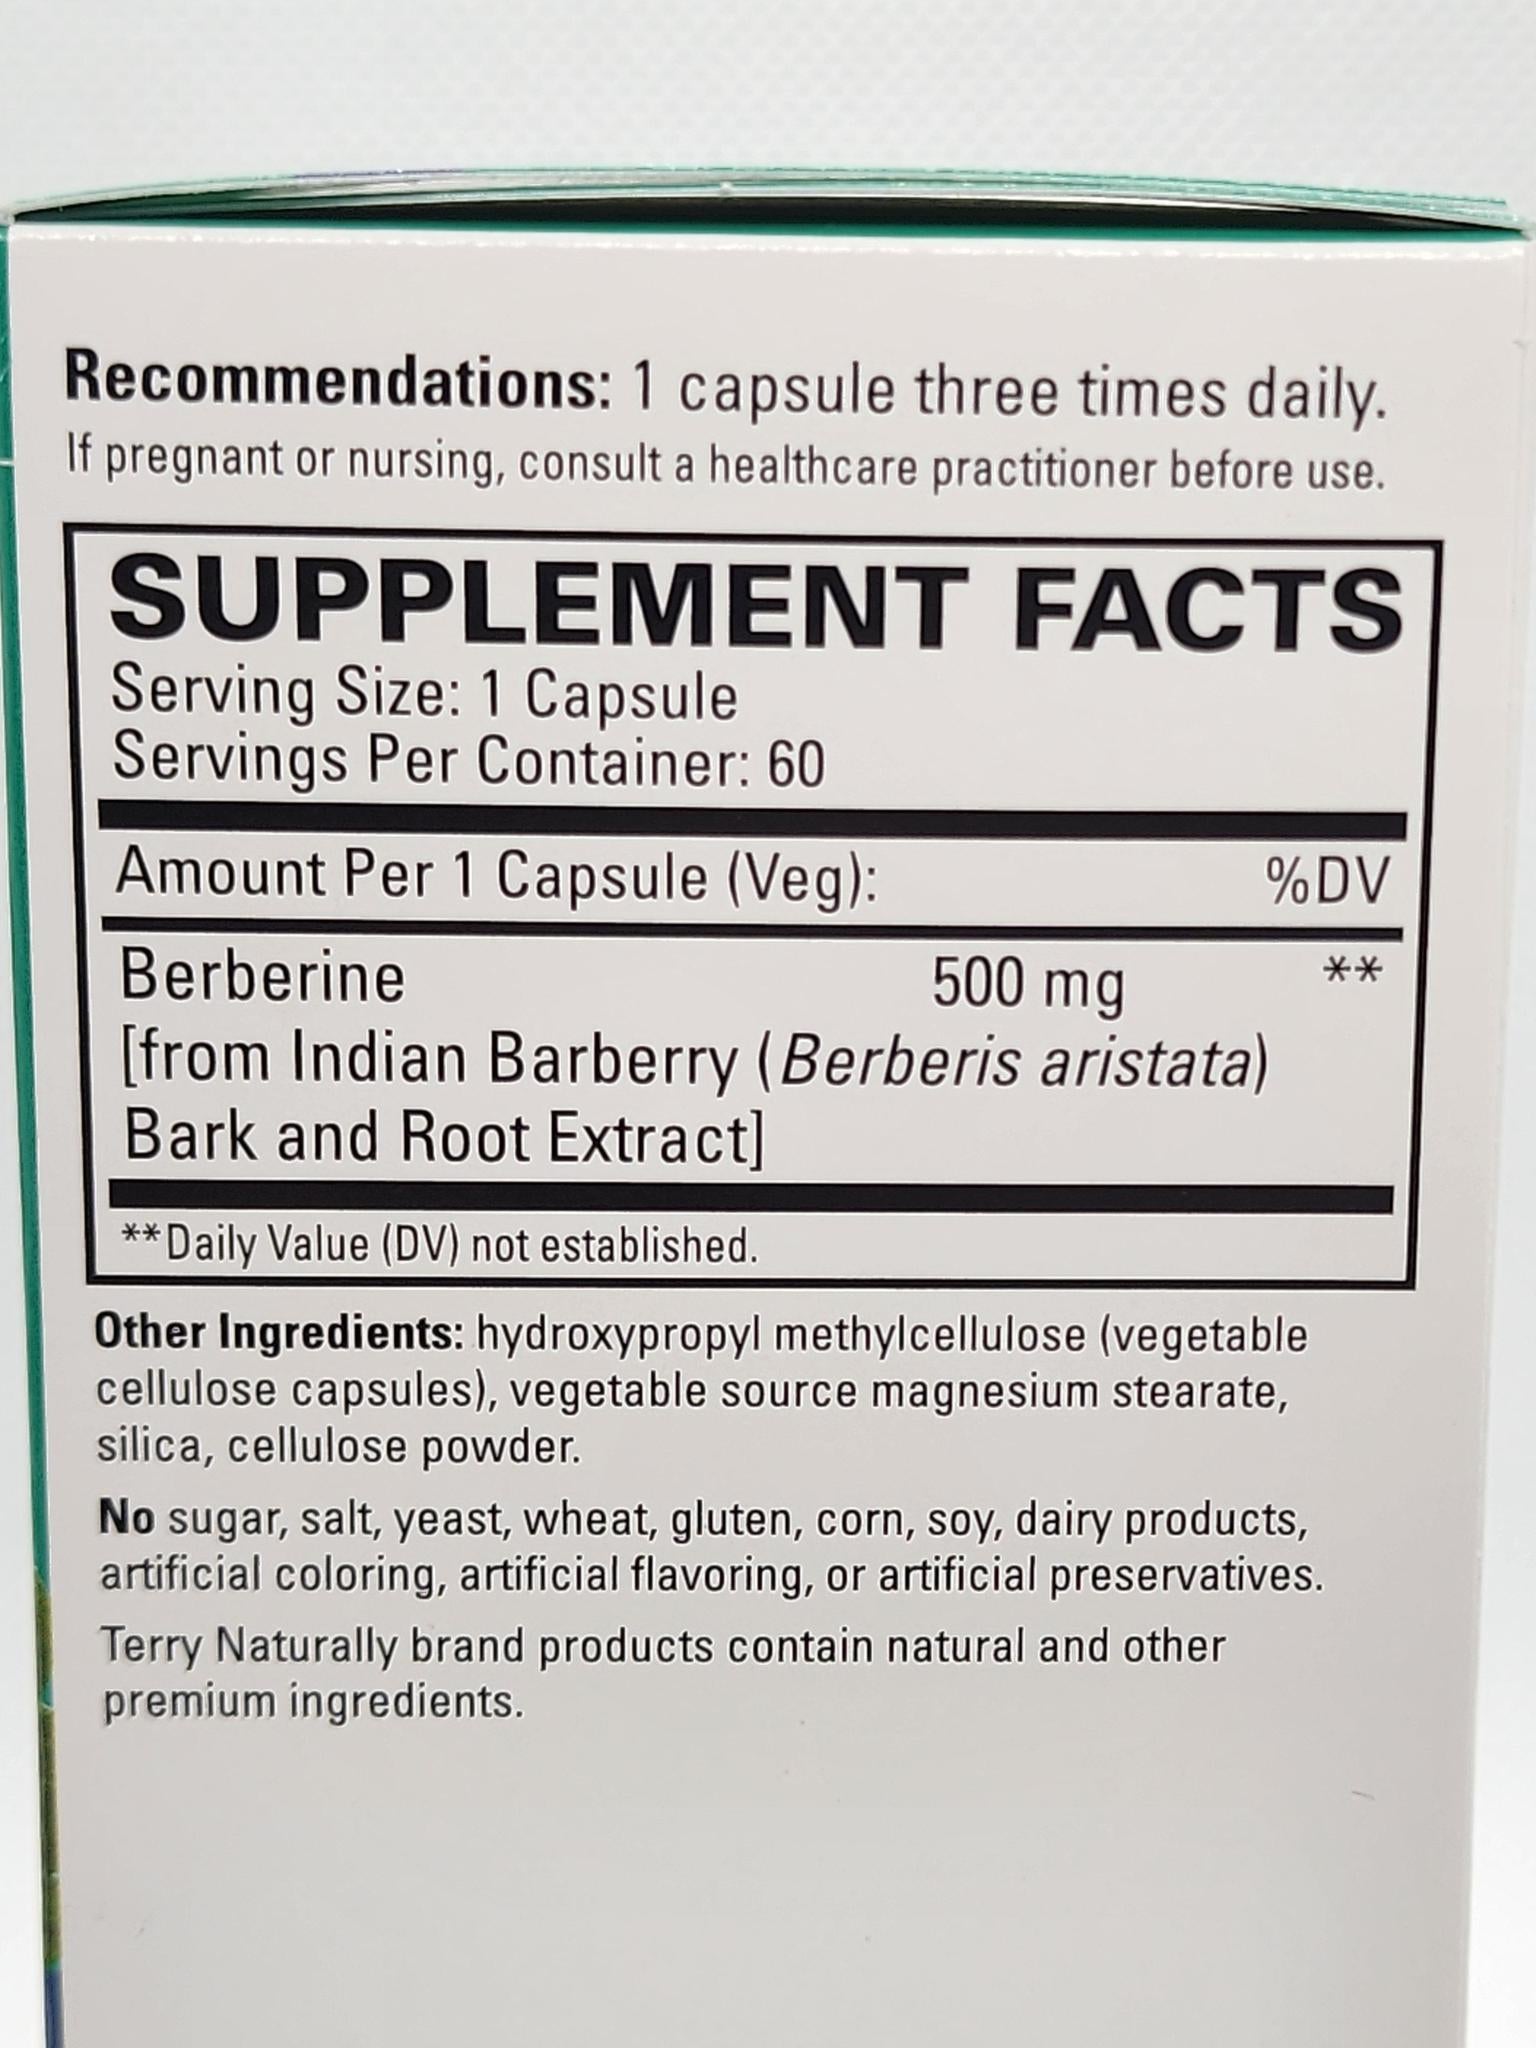 Recommendations: 1 capsule three times daily.
If pregnant or nursing, consult a healthcare practitioner before use.
SUPPLEMENT FACTS
Serving Size: 1 Capsule
Servings Per Container: 60
Amount Per 1 Capsule (Veg): %DV
Berberine 500 mg **
[from Indian Barberry (Berberis aristata)
Bark and Root Extract]
**Daily Value (DV) not established.
Other Ingredients: hydroxypropyl methylcellulose (vegetable
cellulose capsules), vegetable source magnesium stearate,
silica, cellulose powder.
No sugar, salt, yeast, wheat, gluten, corn, soy, dairy products,
artificial coloring, artificial flavoring, or artificial preservatives.
Terry Naturally brand products contain natural and other
premium ingredients.